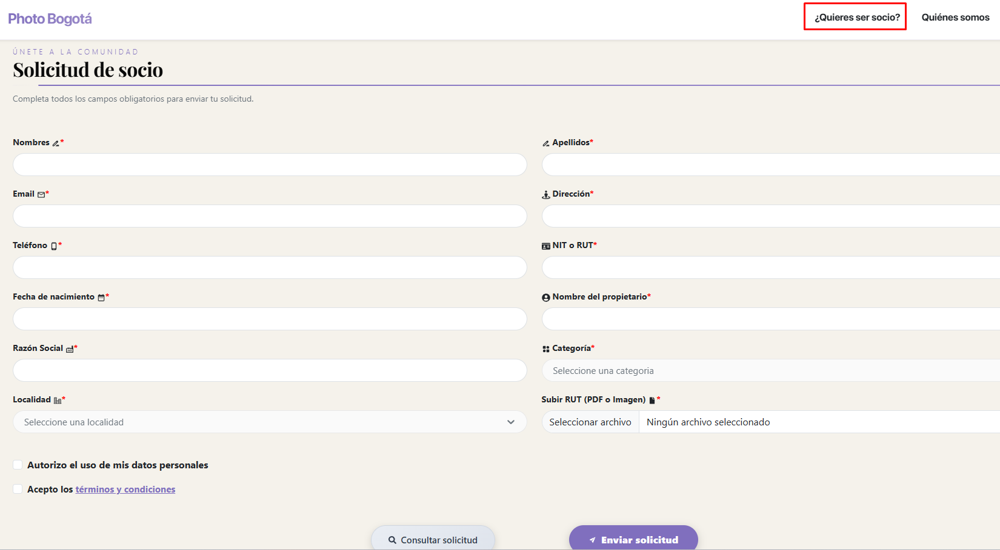 Photo Bogotá
¿Quieres ser socio?
Quiénes somos
ÚNETE A LA COMUNIDAD
Solicitud de socio
Completa todos los campos obligatorios para enviar tu solicitud.
Nombres *
Apellidos*
Email *
Dirección*
Teléfono *
NIT o RUT*
Fecha de nacimiento *
Nombre del propietario*
Razón Social *
Categoría*
Seleccione una categoria
Localidad *
Seleccione una localidad
Subir RUT (PDF o Imagen) *
Seleccionar archivo Ningún archivo seleccionado
Autorizo el uso de mis datos personales
Acepto los términos y condiciones
Consultar solicitud
Enviar solicitud